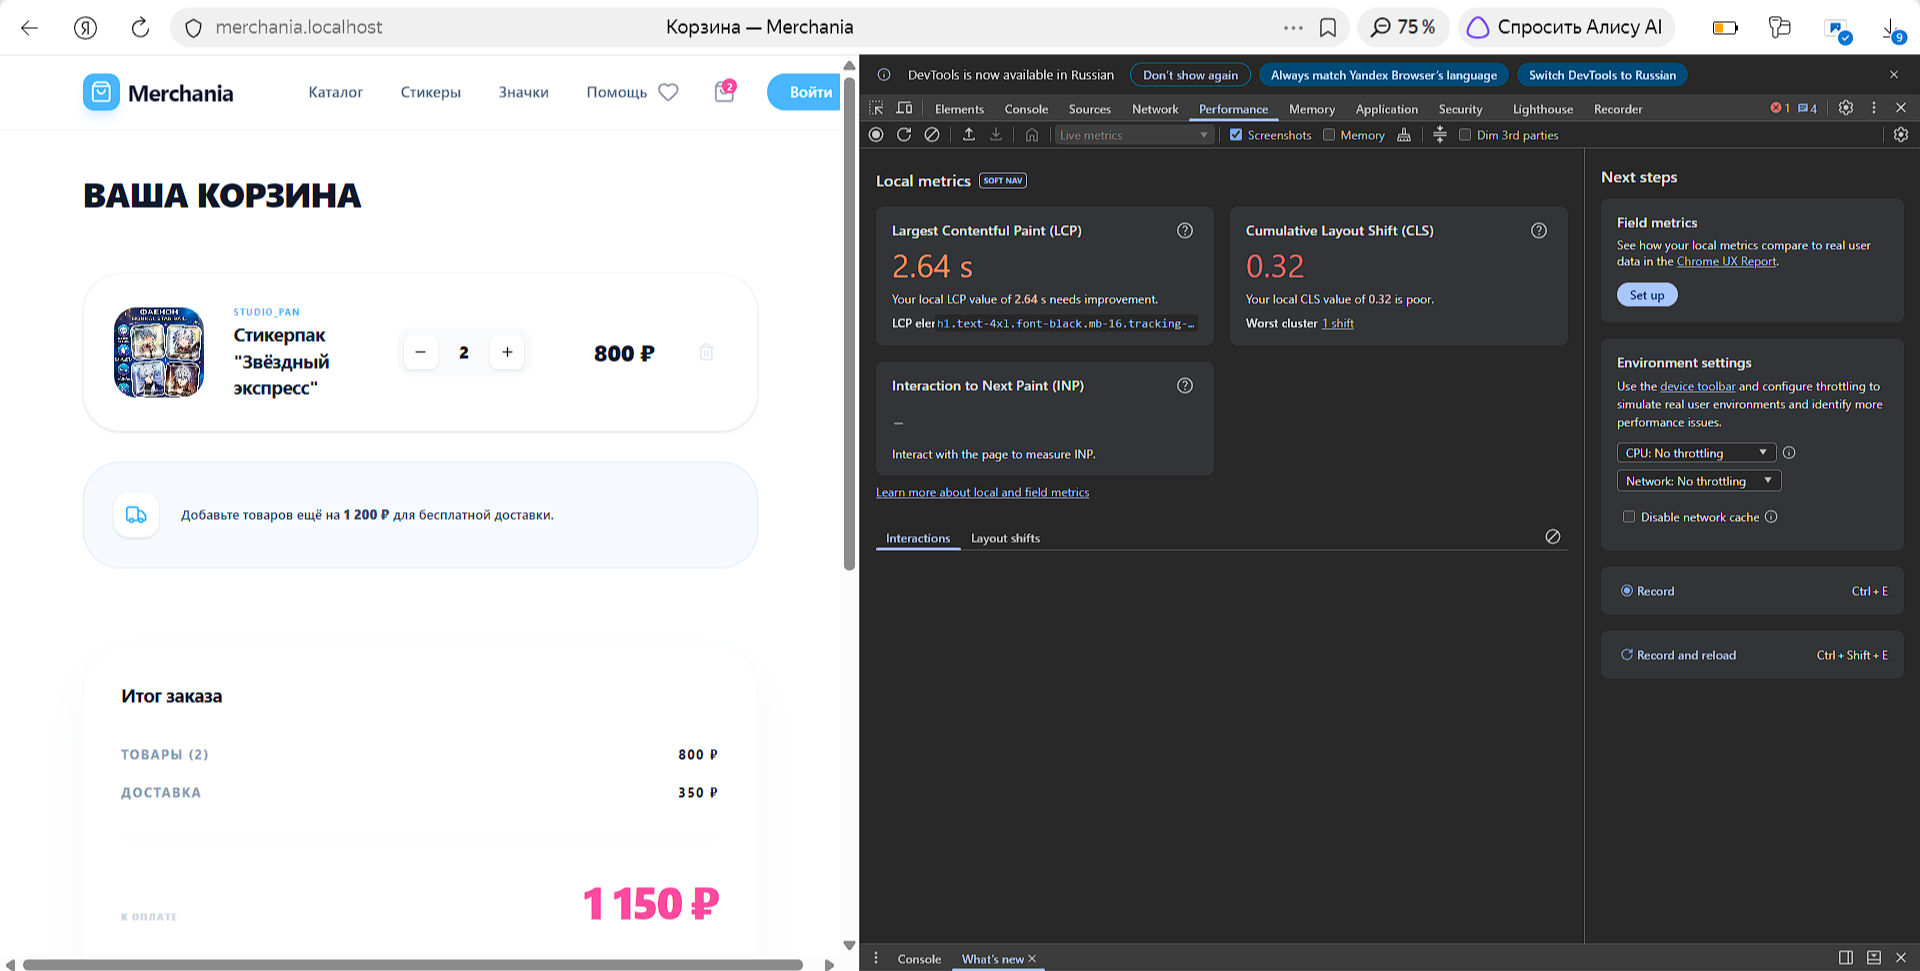 merchania.localhost
Корзина — Merchania
75 %
Спросить Алису AI
9
Merchania
Каталог
Стикеры
Значки
Помощь
2
Войти
ВАША КОРЗИНА
STUDIO_PAN
Стикерпак
"Звёздный
экспресс"
− 2 +
800 ₽
Добавьте товаров ещё на 1 200 ₽ для бесплатной доставки.
Итог заказа
ТОВАРЫ (2) 800 ₽
ДОСТАВКА 350 ₽
К ОПЛАТЕ 1 150 ₽
DevTools is now available in Russian
Don't show again
Always match Yandex Browser's language
Switch DevTools to Russian
Elements Console Sources Network Performance Memory Application Security Lighthouse Recorder
1 4
Live metrics
Screenshots
Memory
Dim 3rd parties
Local metrics SOFT NAV
Largest Contentful Paint (LCP)
2.64 s
Your local LCP value of 2.64 s needs improvement.
LCP eler h1.text-4xl.font-black.mb-16.tracking-…
Cumulative Layout Shift (CLS)
0.32
Your local CLS value of 0.32 is poor.
Worst cluster 1 shift
Interaction to Next Paint (INP)
–
Interact with the page to measure INP.
Learn more about local and field metrics
Interactions Layout shifts
Next steps
Field metrics
See how your local metrics compare to real user
data in the Chrome UX Report.
Set up
Environment settings
Use the device toolbar and configure throttling to
simulate real user environments and identify more
performance issues.
CPU: No throttling
Network: No throttling
Disable network cache
Record Ctrl + E
Record and reload Ctrl + Shift + E
Console What's new